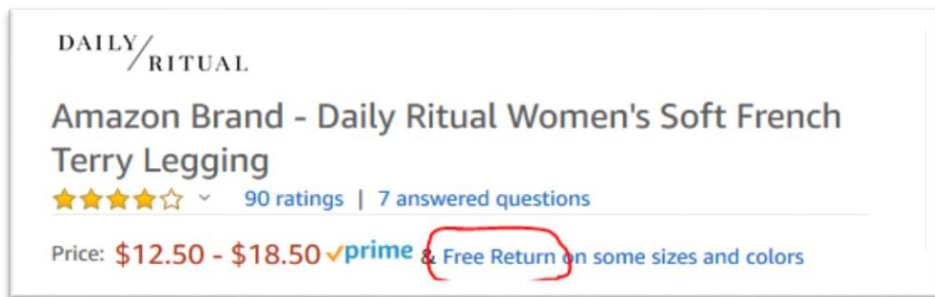 DAILY
RITUAL
Amazon Brand - Daily Ritual Women's Soft French
Terry Legging
90 ratings | 7 answered questions
Price: $12.50 - $18.50 prime & Free Return on some sizes and colors